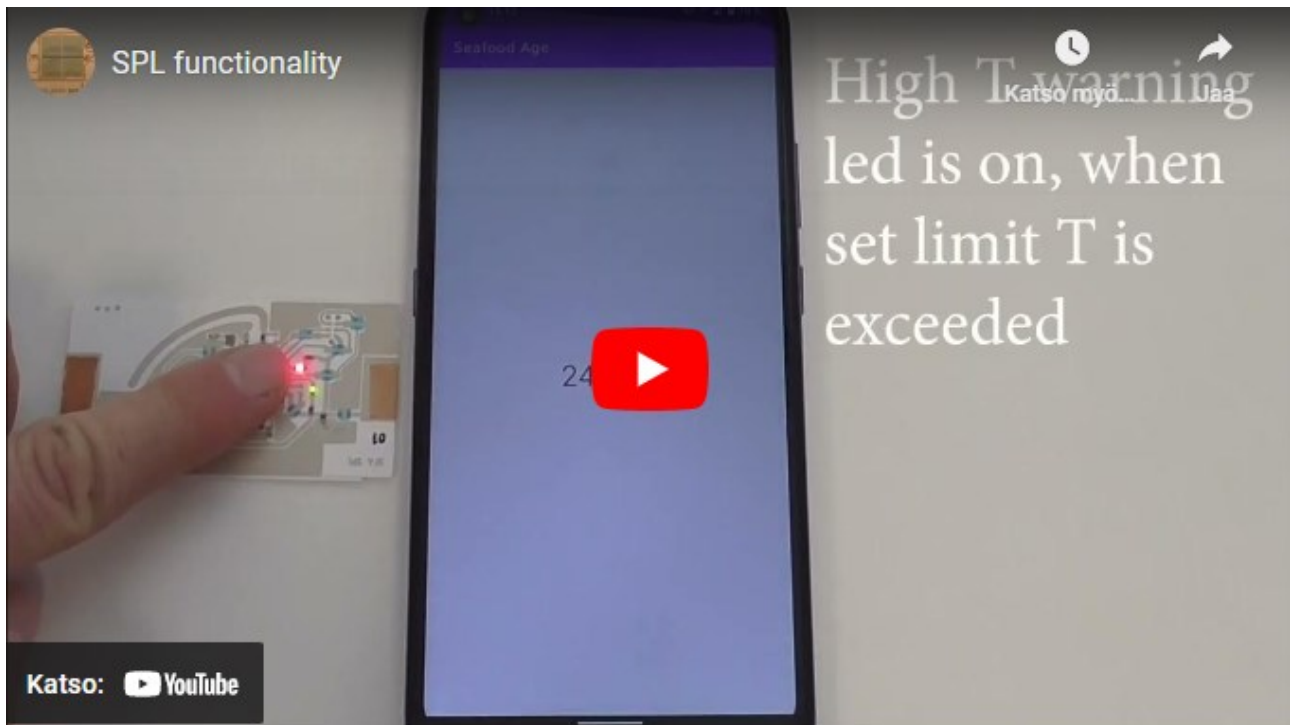 SPL functionality
Seafood Age
High T warning
led is on, when
set limit T is
exceeded
Katso myö...
Jaa
24
01
Katso:
YouTube